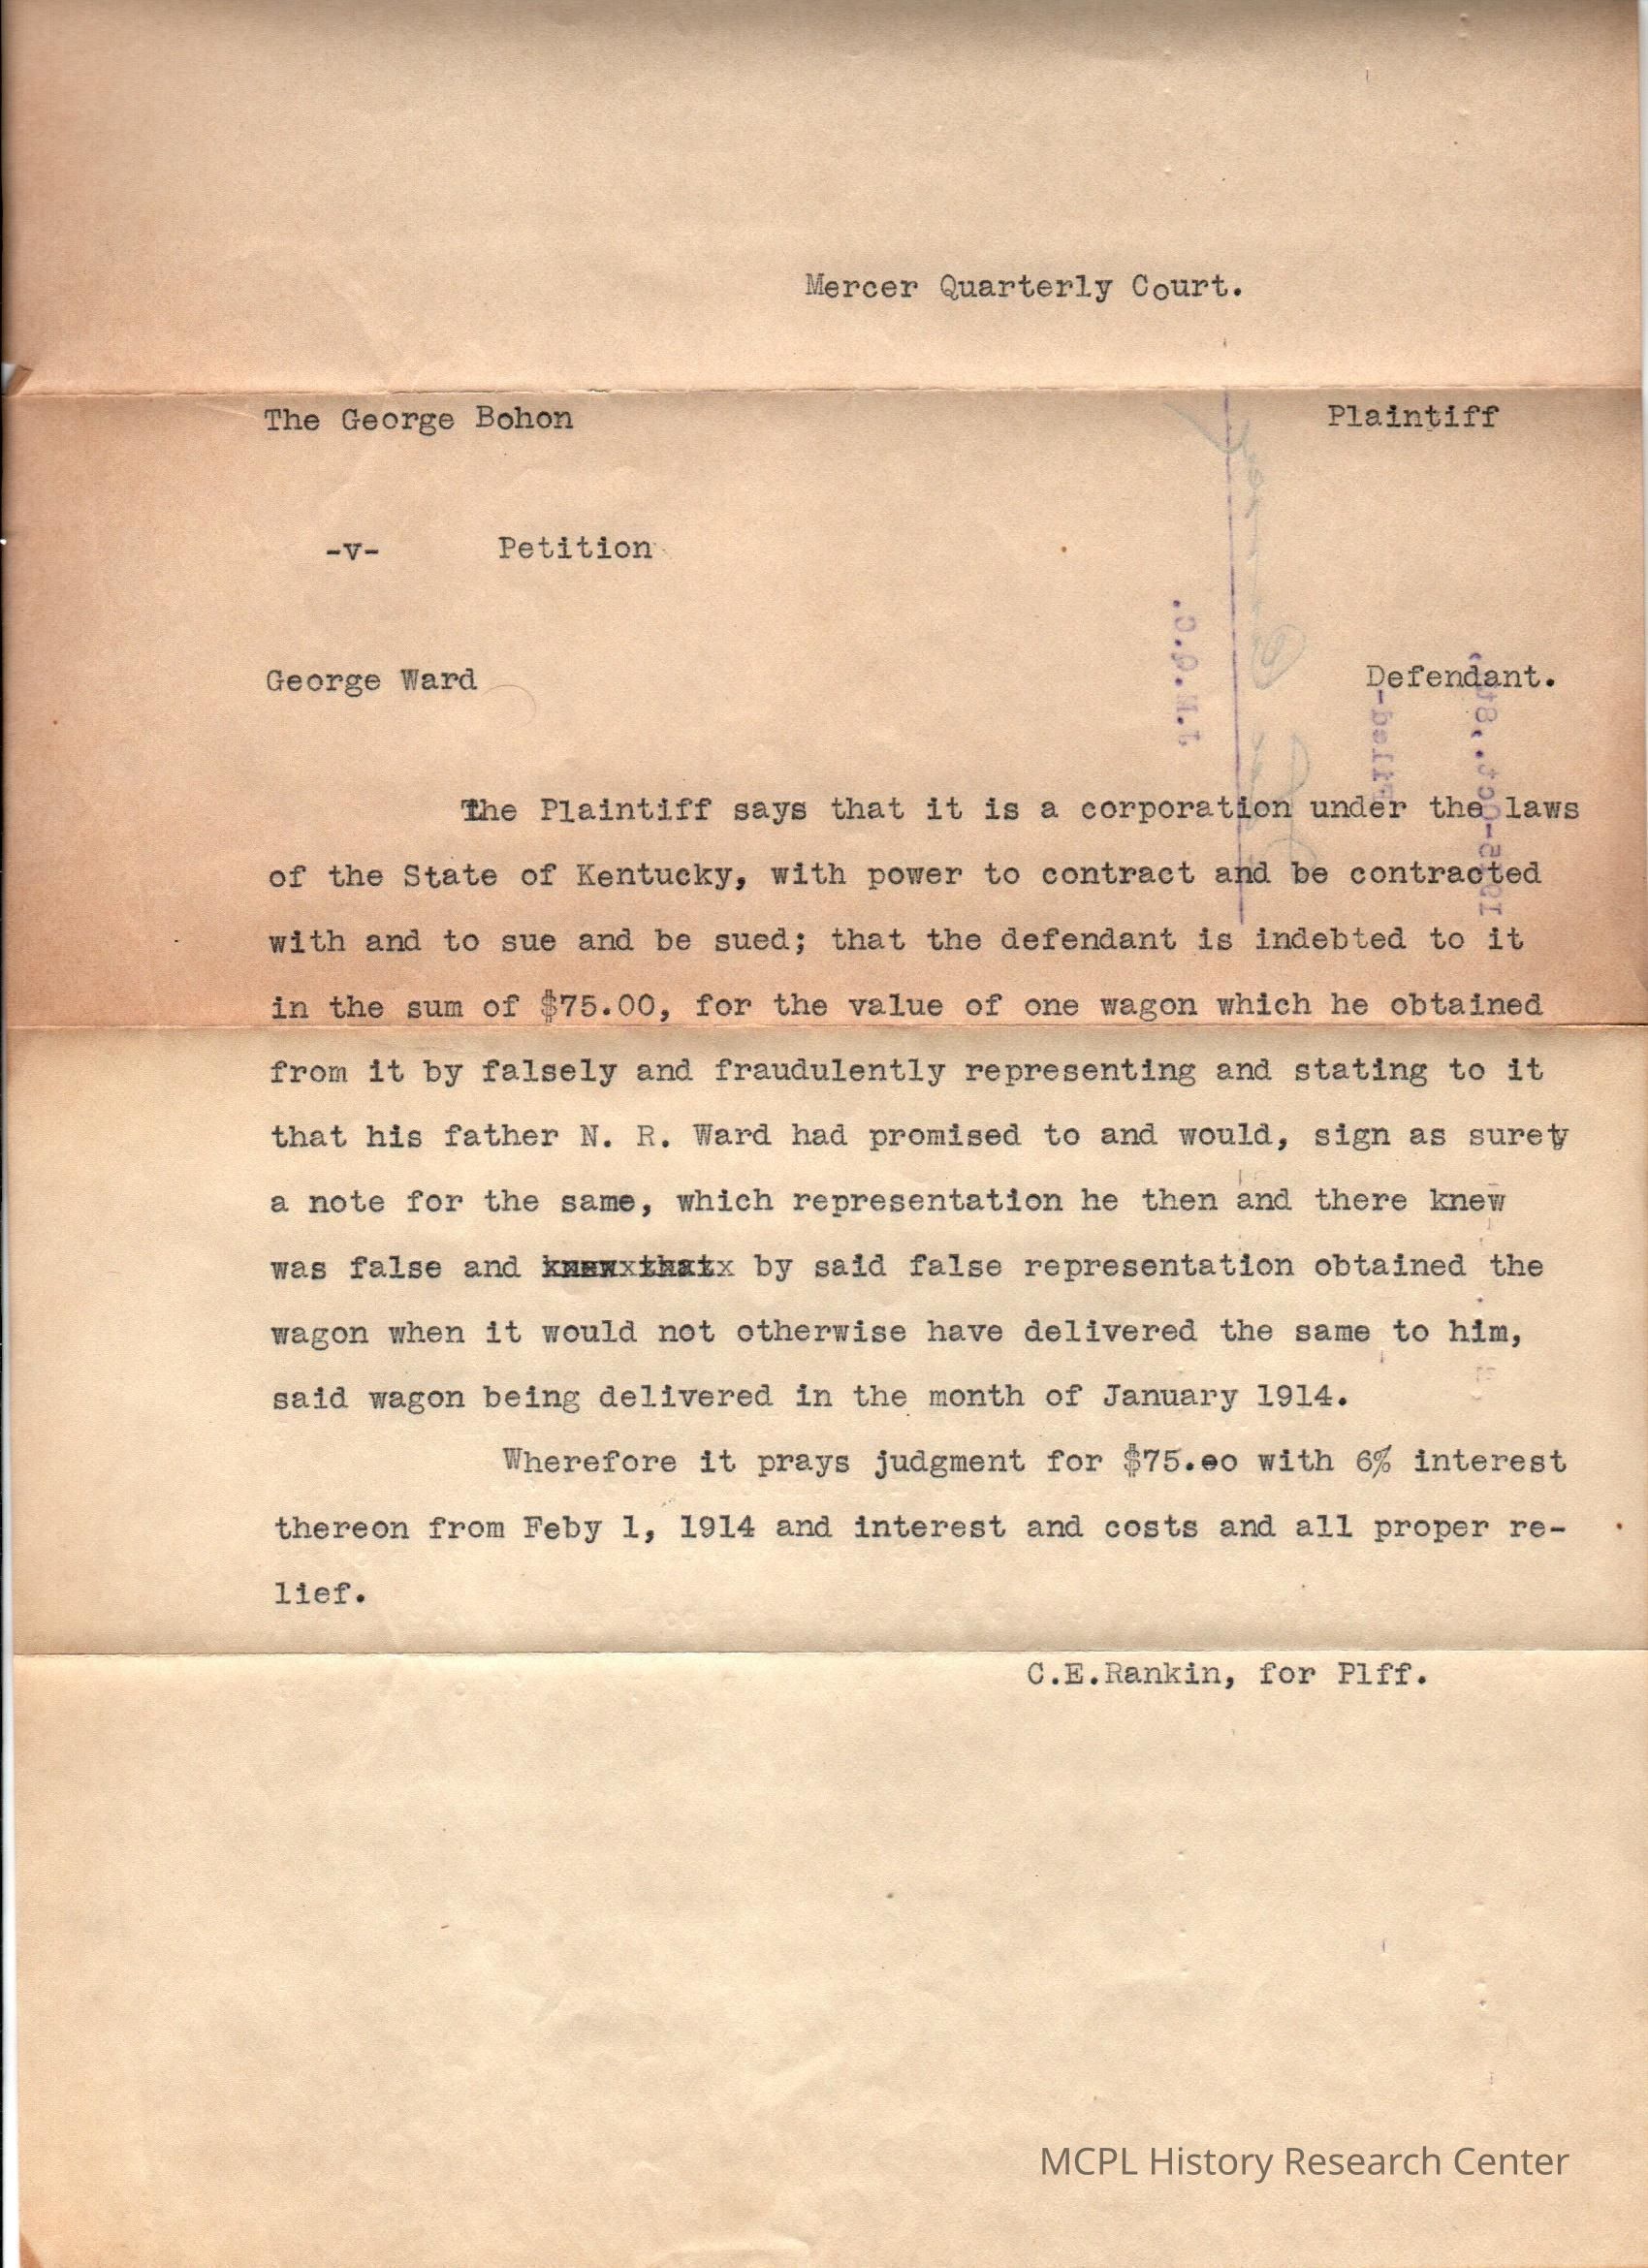 Mercer Quarterly Court.
The George Bohon Plaintiff
-v- Petition
George Ward Defendant.
The Plaintiff says that it is a corporation under the laws
of the State of Kentucky, with power to contract and be contracted
with and to sue and be sued; that the defendant is indebted to it
in the sum of $75.00, for the value of one wagon which he obtained
from it by falsely and fraudulently representing and stating to it
that his father N. R. Ward had promised to and would, sign as surety
a note for the same, which representation he then and there knew
was false and by said false representation obtained the
wagon when it would not otherwise have delivered the same to him,
said wagon being delivered in the month of January 1914.
Wherefore it prays judgment for $75.oo with 6% interest
thereon from Feby 1, 1914 and interest and costs and all proper re-
lief.
C.E.Rankin, for Plff.
MCPL History Research Center